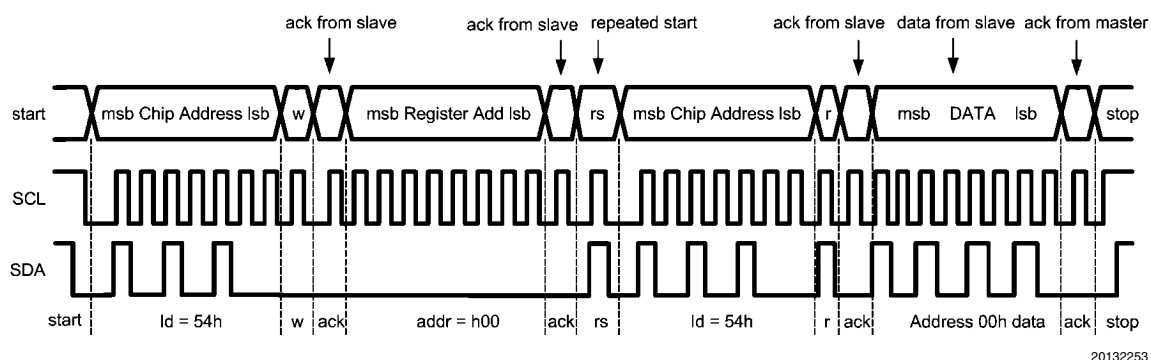 ack from slave ack from slave repeated start ack from slave data from slave ack from master
start msb Chip Address lsb w msb Register Add lsb rs msb Chip Address lsb r msb DATA lsb stop
SCL
SDA
start Id = 54h w ack addr = h00 ack rs Id = 54h r ack Address 00h data ack stop
20132253